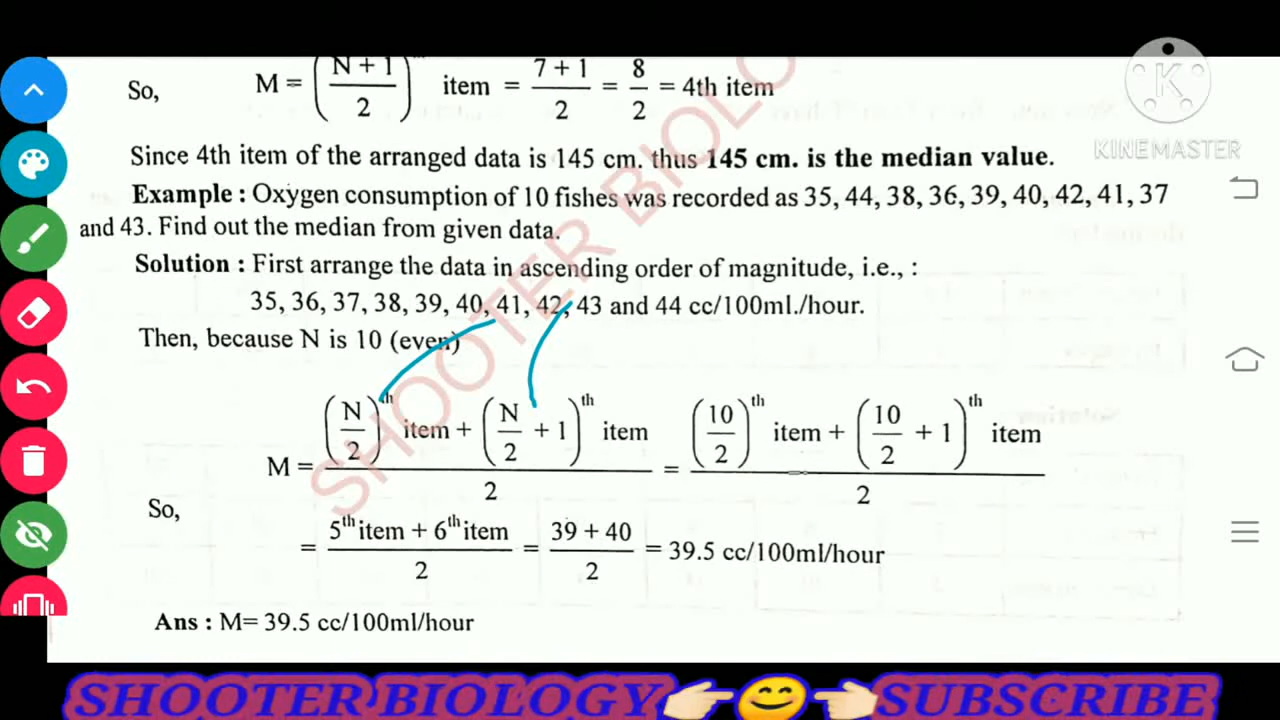 So, M = (N + 1 / 2) item = 7 + 1 / 2 = 8 / 2 = 4th item
KINEMASTER
Since 4th item of the arranged data is 145 cm. thus 145 cm. is the median value.
Example : Oxygen consumption of 10 fishes was recorded as 35, 44, 38, 36, 39, 40, 42, 41, 37
and 43. Find out the median from given data.
Solution : First arrange the data in ascending order of magnitude, i.e., :
35, 36, 37, 38, 39, 40, 41, 42, 43 and 44 cc/100ml./hour.
Then, because N is 10 (even)
M = ((N/2)th item + (N/2 + 1)th item) / 2 = ((10/2)th item + (10/2 + 1)th item) / 2
So,
= (5th item + 6th item) / 2 = (39 + 40) / 2 = 39.5 cc/100ml/hour
Ans : M= 39.5 cc/100ml/hour
SHOOTER BIOLO
SHOOTER BIOLOGY SUBSCRIBE